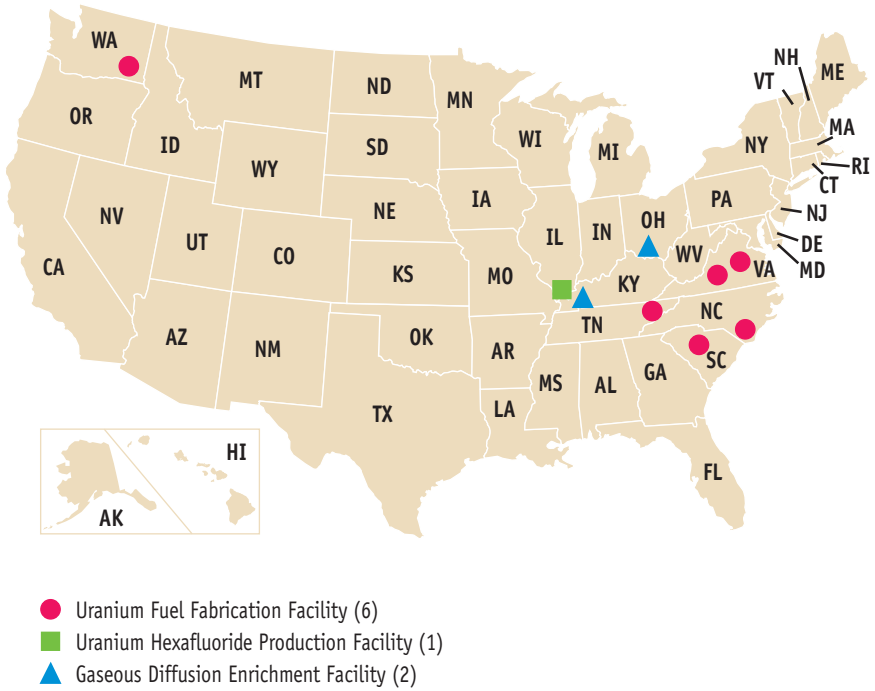 WA
MT
ND
MN
OR
ID
WY
SD
WI
MI
NH
VT
ME
NY
MA
RI
CT
NV
UT
CO
NE
IA
IL
IN
OH
PA
NJ
DE
MD
CA
KS
MO
KY
WV
VA
AZ
NM
OK
AR
TN
NC
SC
TX
LA
MS
AL
GA
FL
HI
AK
Uranium Fuel Fabrication Facility (6)
Uranium Hexafluoride Production Facility (1)
Gaseous Diffusion Enrichment Facility (2)